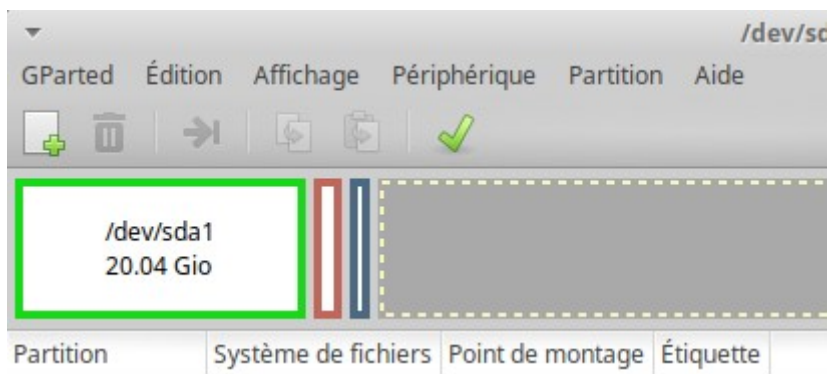 /dev/sd
GParted Édition Affichage Périphérique Partition Aide
/dev/sda1
20.04 Gio
Partition Système de fichiers Point de montage Étiquette